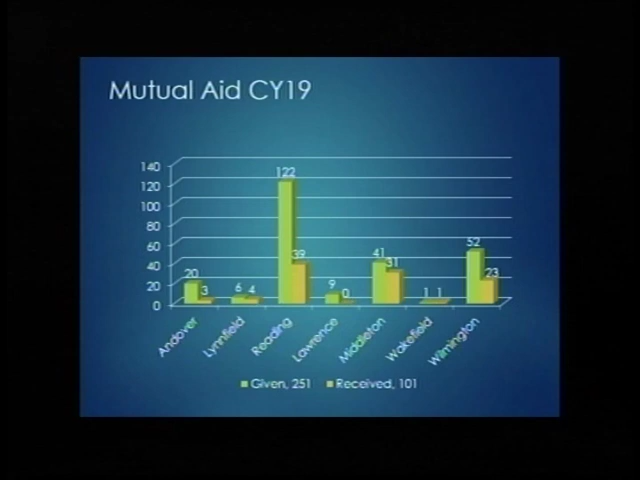 Mutual Aid CY19
140
120
100
80
60
40
20
0
20
3
6
4
122
39
9
0
41
31
1
1
52
23
Andover
Lynnfield
Reading
Lawrence
Middleton
Wakefield
Wilmington
Given, 251
Received, 101